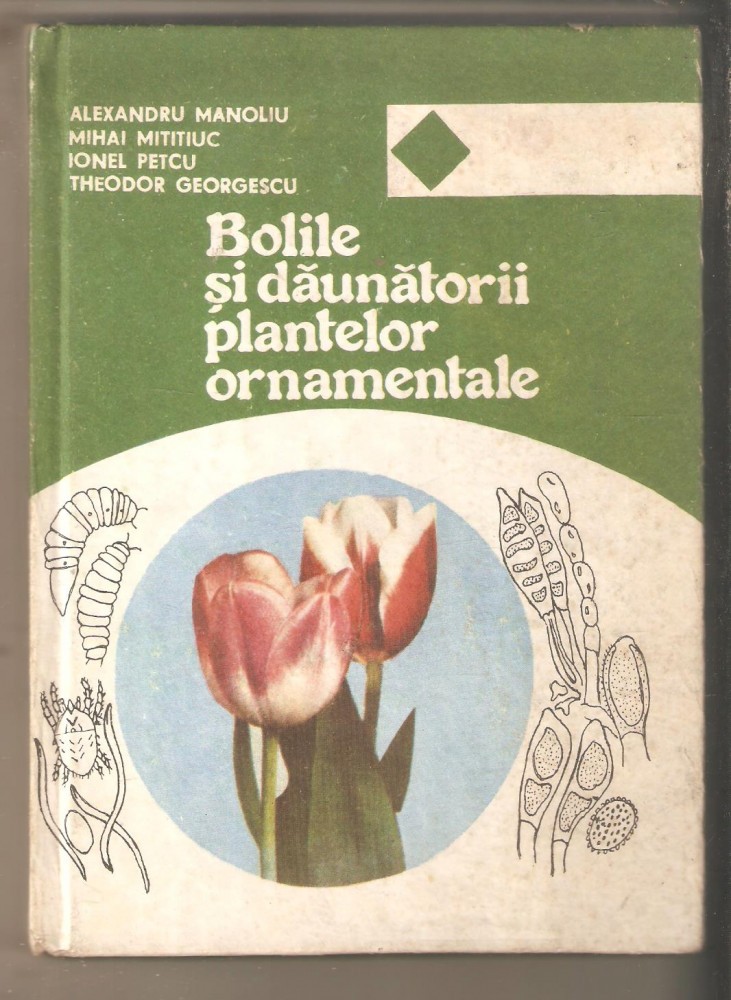 ALEXANDRU MANOLIU
MIHAI MITITIUC
IONEL PETCU
THEODOR GEORGESCU
Bolile
și dăunătorii
plantelor
ornamentale